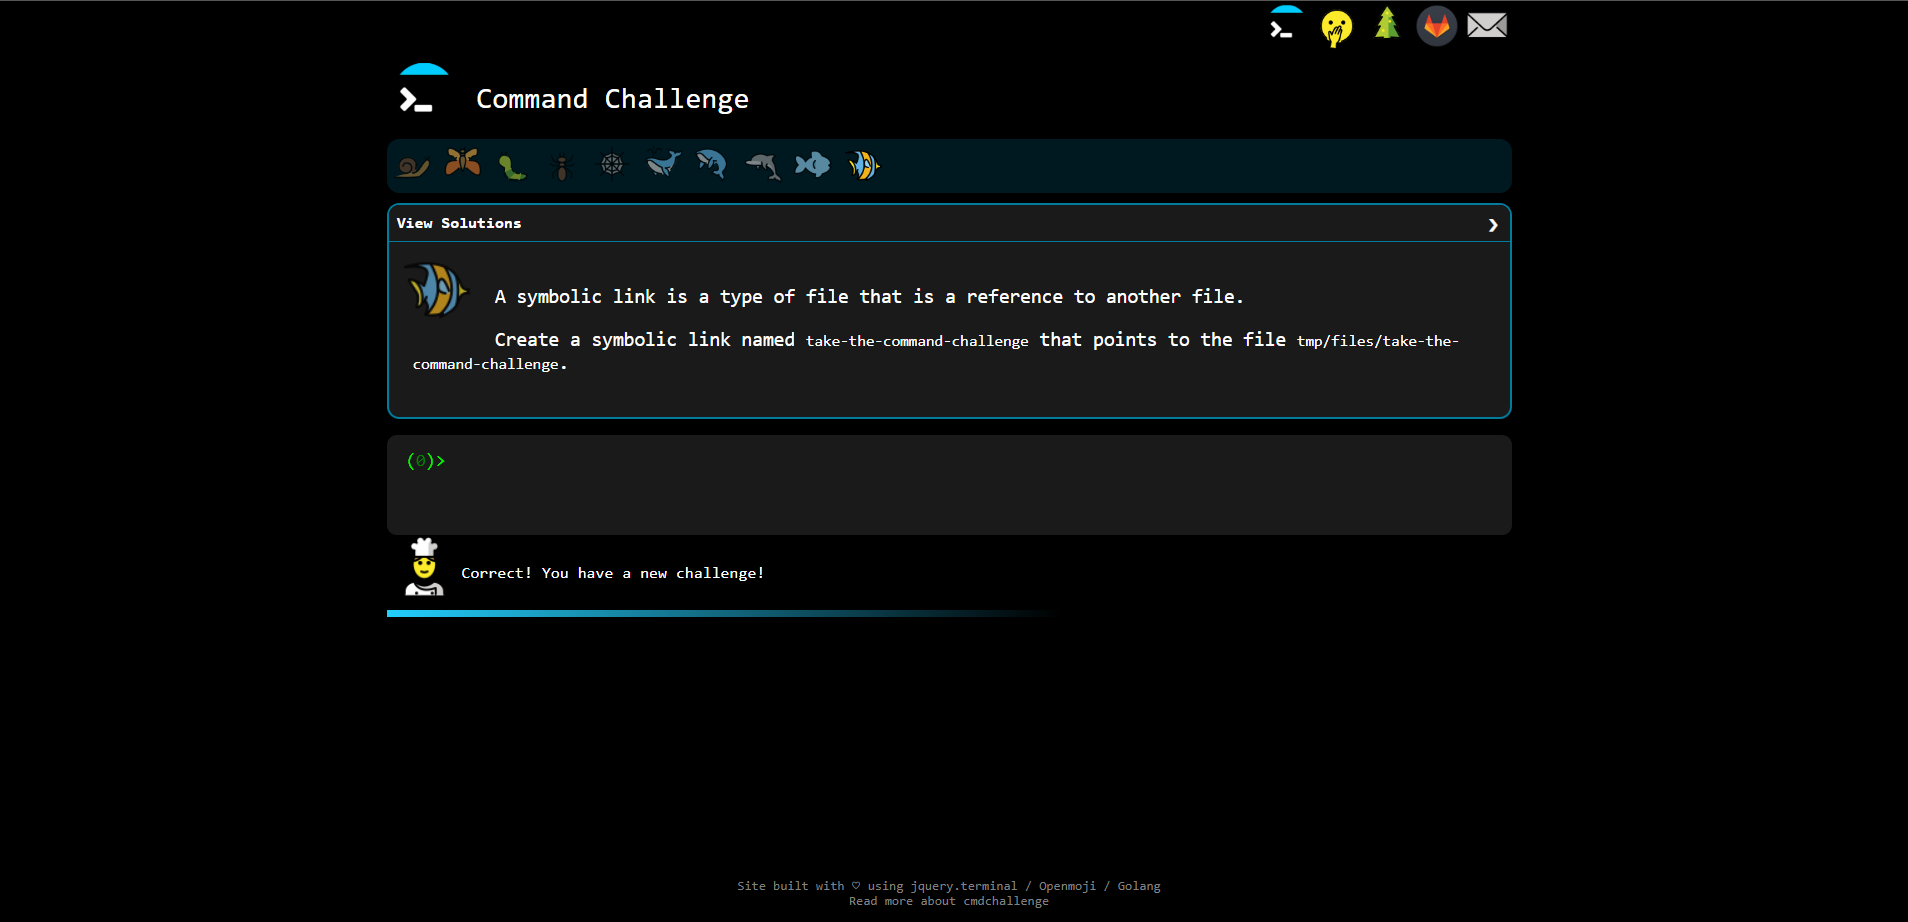 Command Challenge
View Solutions
A symbolic link is a type of file that is a reference to another file.
Create a symbolic link named take-the-command-challenge that points to the file tmp/files/take-the-
command-challenge.
(0)>
Correct! You have a new challenge!
Site built with ♡ using jquery.terminal / Openmoji / Golang
Read more about cmdchallenge